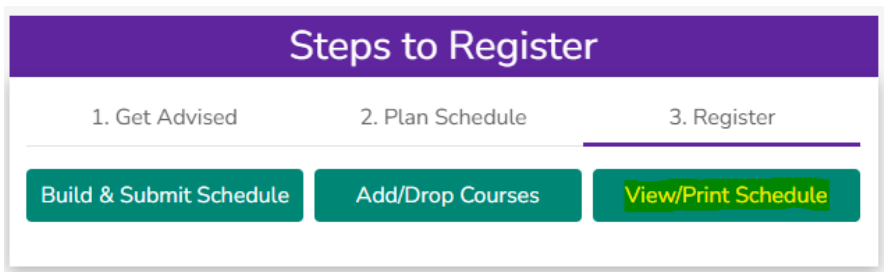 Steps to Register
1. Get Advised
2. Plan Schedule
3. Register
Build & Submit Schedule
Add/Drop Courses
View/Print Schedule